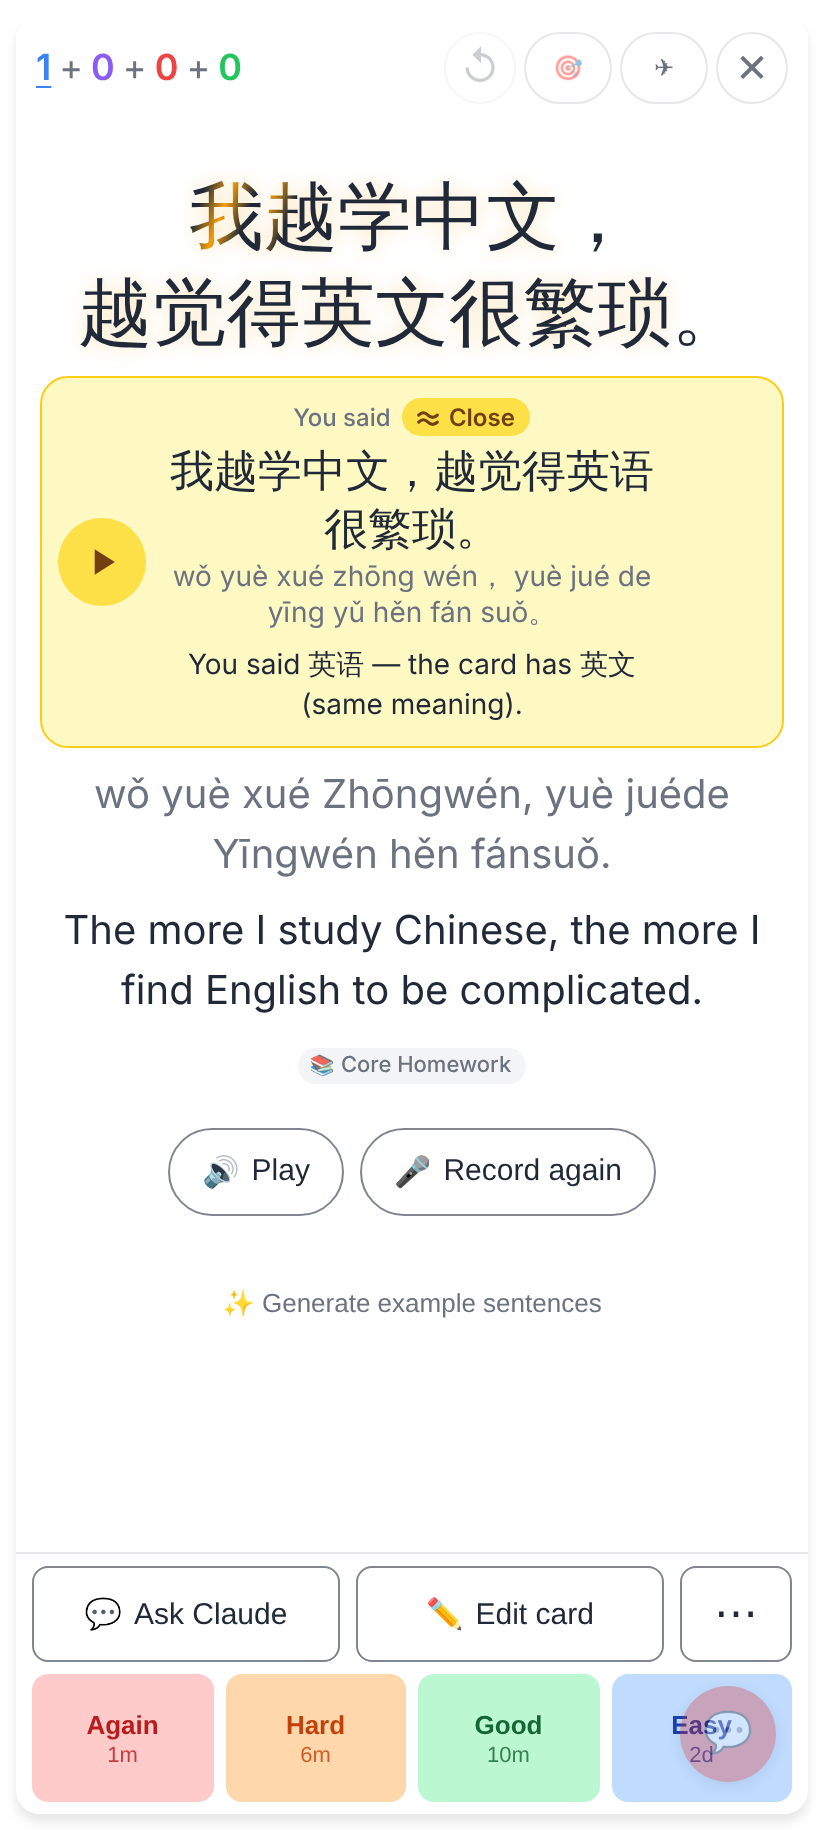 1 + 0 + 0 + 0
我越学中文，
越觉得英文很繁琐。
You said ≈ Close
我越学中文，越觉得英语
很繁琐。
wǒ yuè xué zhōng wén， yuè jué de
yīng yǔ hěn fán suǒ。
You said 英语 — the card has 英文
(same meaning).
wǒ yuè xué Zhōngwén, yuè juéde
Yīngwén hěn fánsuǒ.
The more I study Chinese, the more I
find English to be complicated.
Core Homework
Play
Record again
Generate example sentences
Ask Claude
Edit card
⋯
Again
1m
Hard
6m
Good
10m
Easy
2d